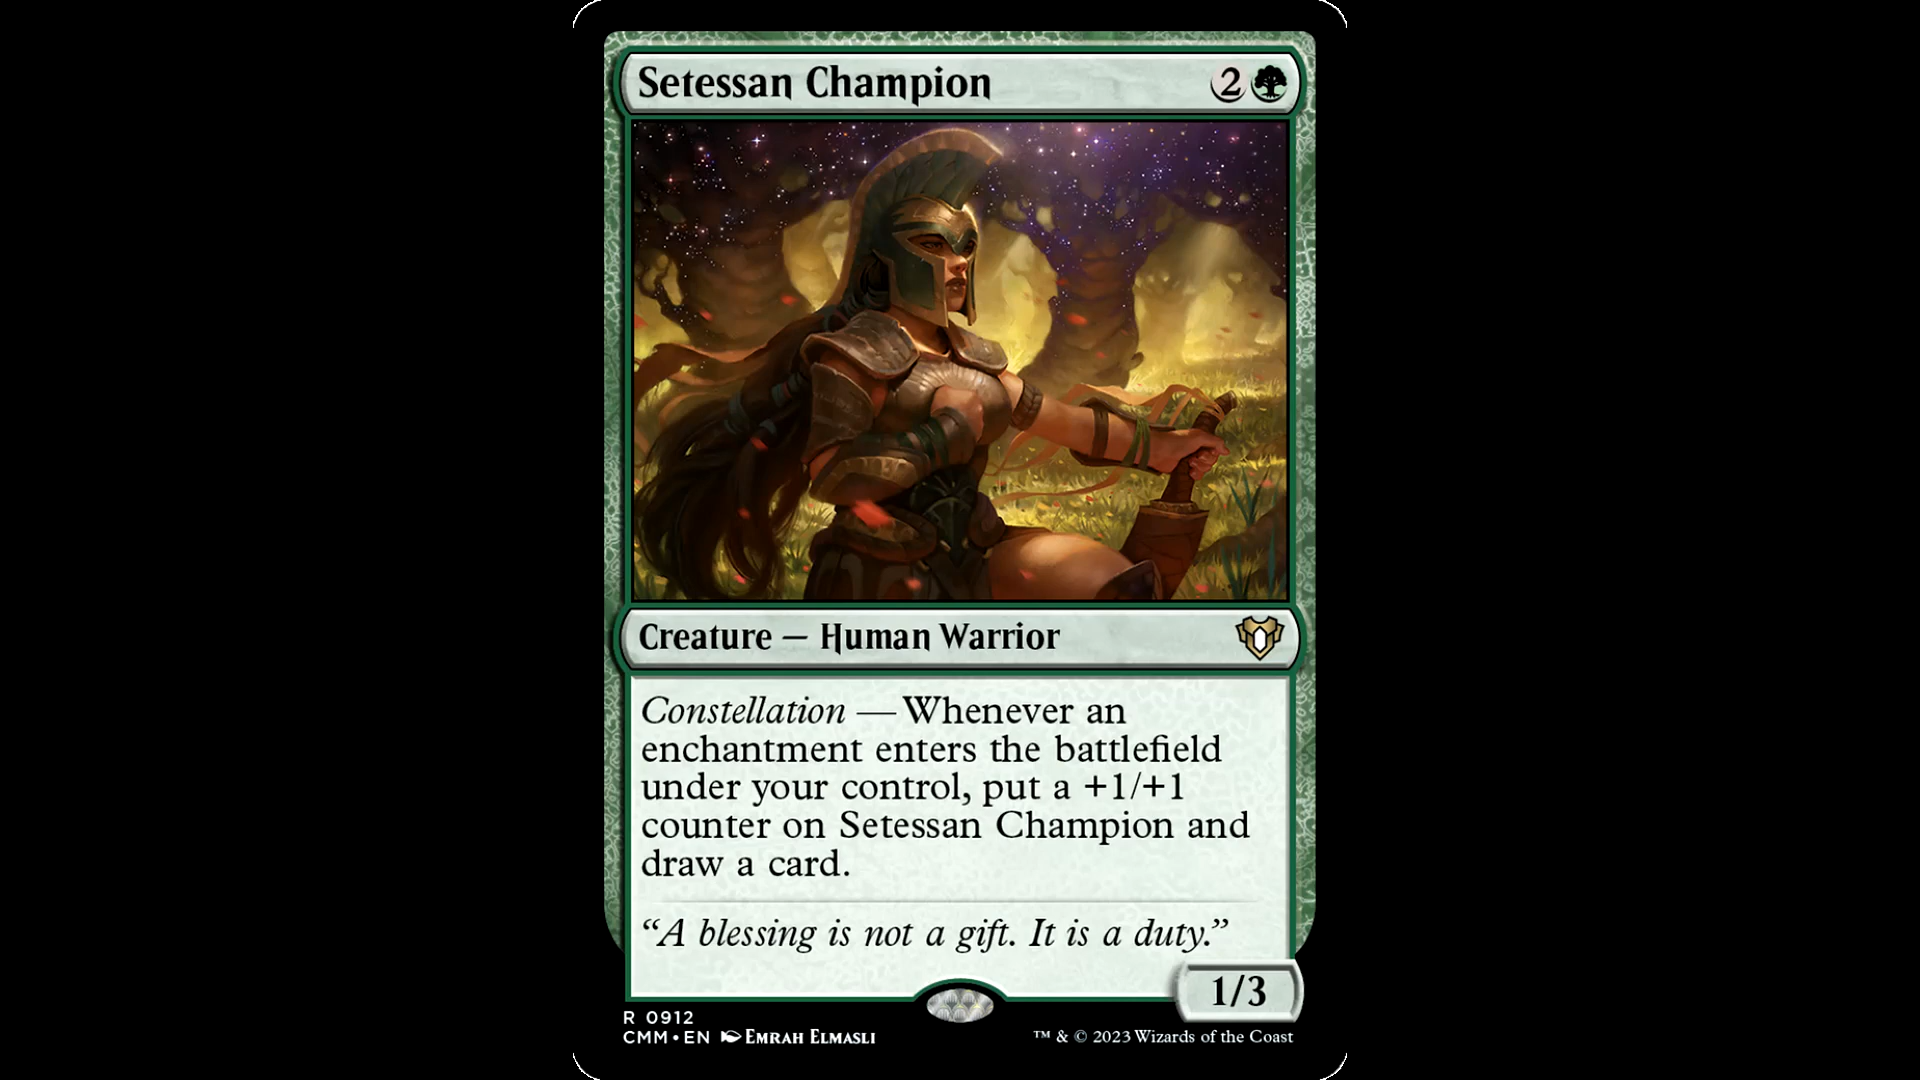 Setessan Champion 2
Creature — Human Warrior
Constellation — Whenever an
enchantment enters the battlefield
under your control, put a +1/+1
counter on Setessan Champion and
draw a card.
“A blessing is not a gift. It is a duty.”
1/3
R 0912
CMM • EN Emrah Elmasli
™ & © 2023 Wizards of the Coast